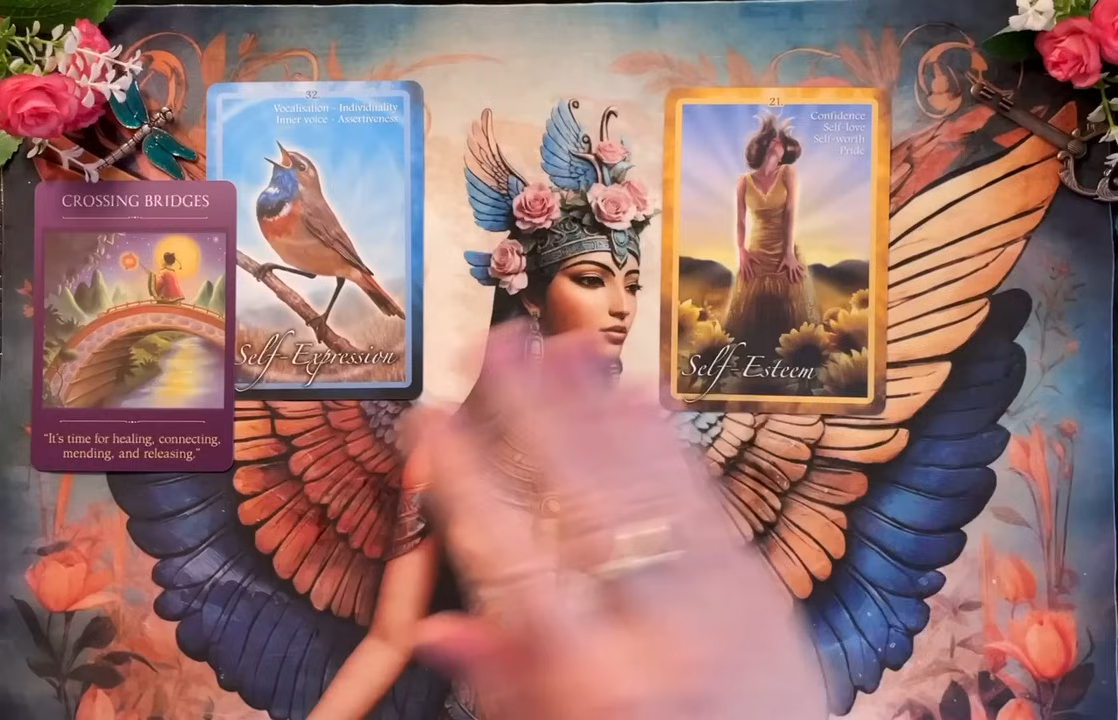 CROSSING BRIDGES
"It's time for healing, connecting,
mending, and releasing."
32.
Vocalisation - Individuality
Inner voice - Assertiveness
Self-Expression
21.
Confidence
Self-love
Self-worth
Pride
Self-Esteem